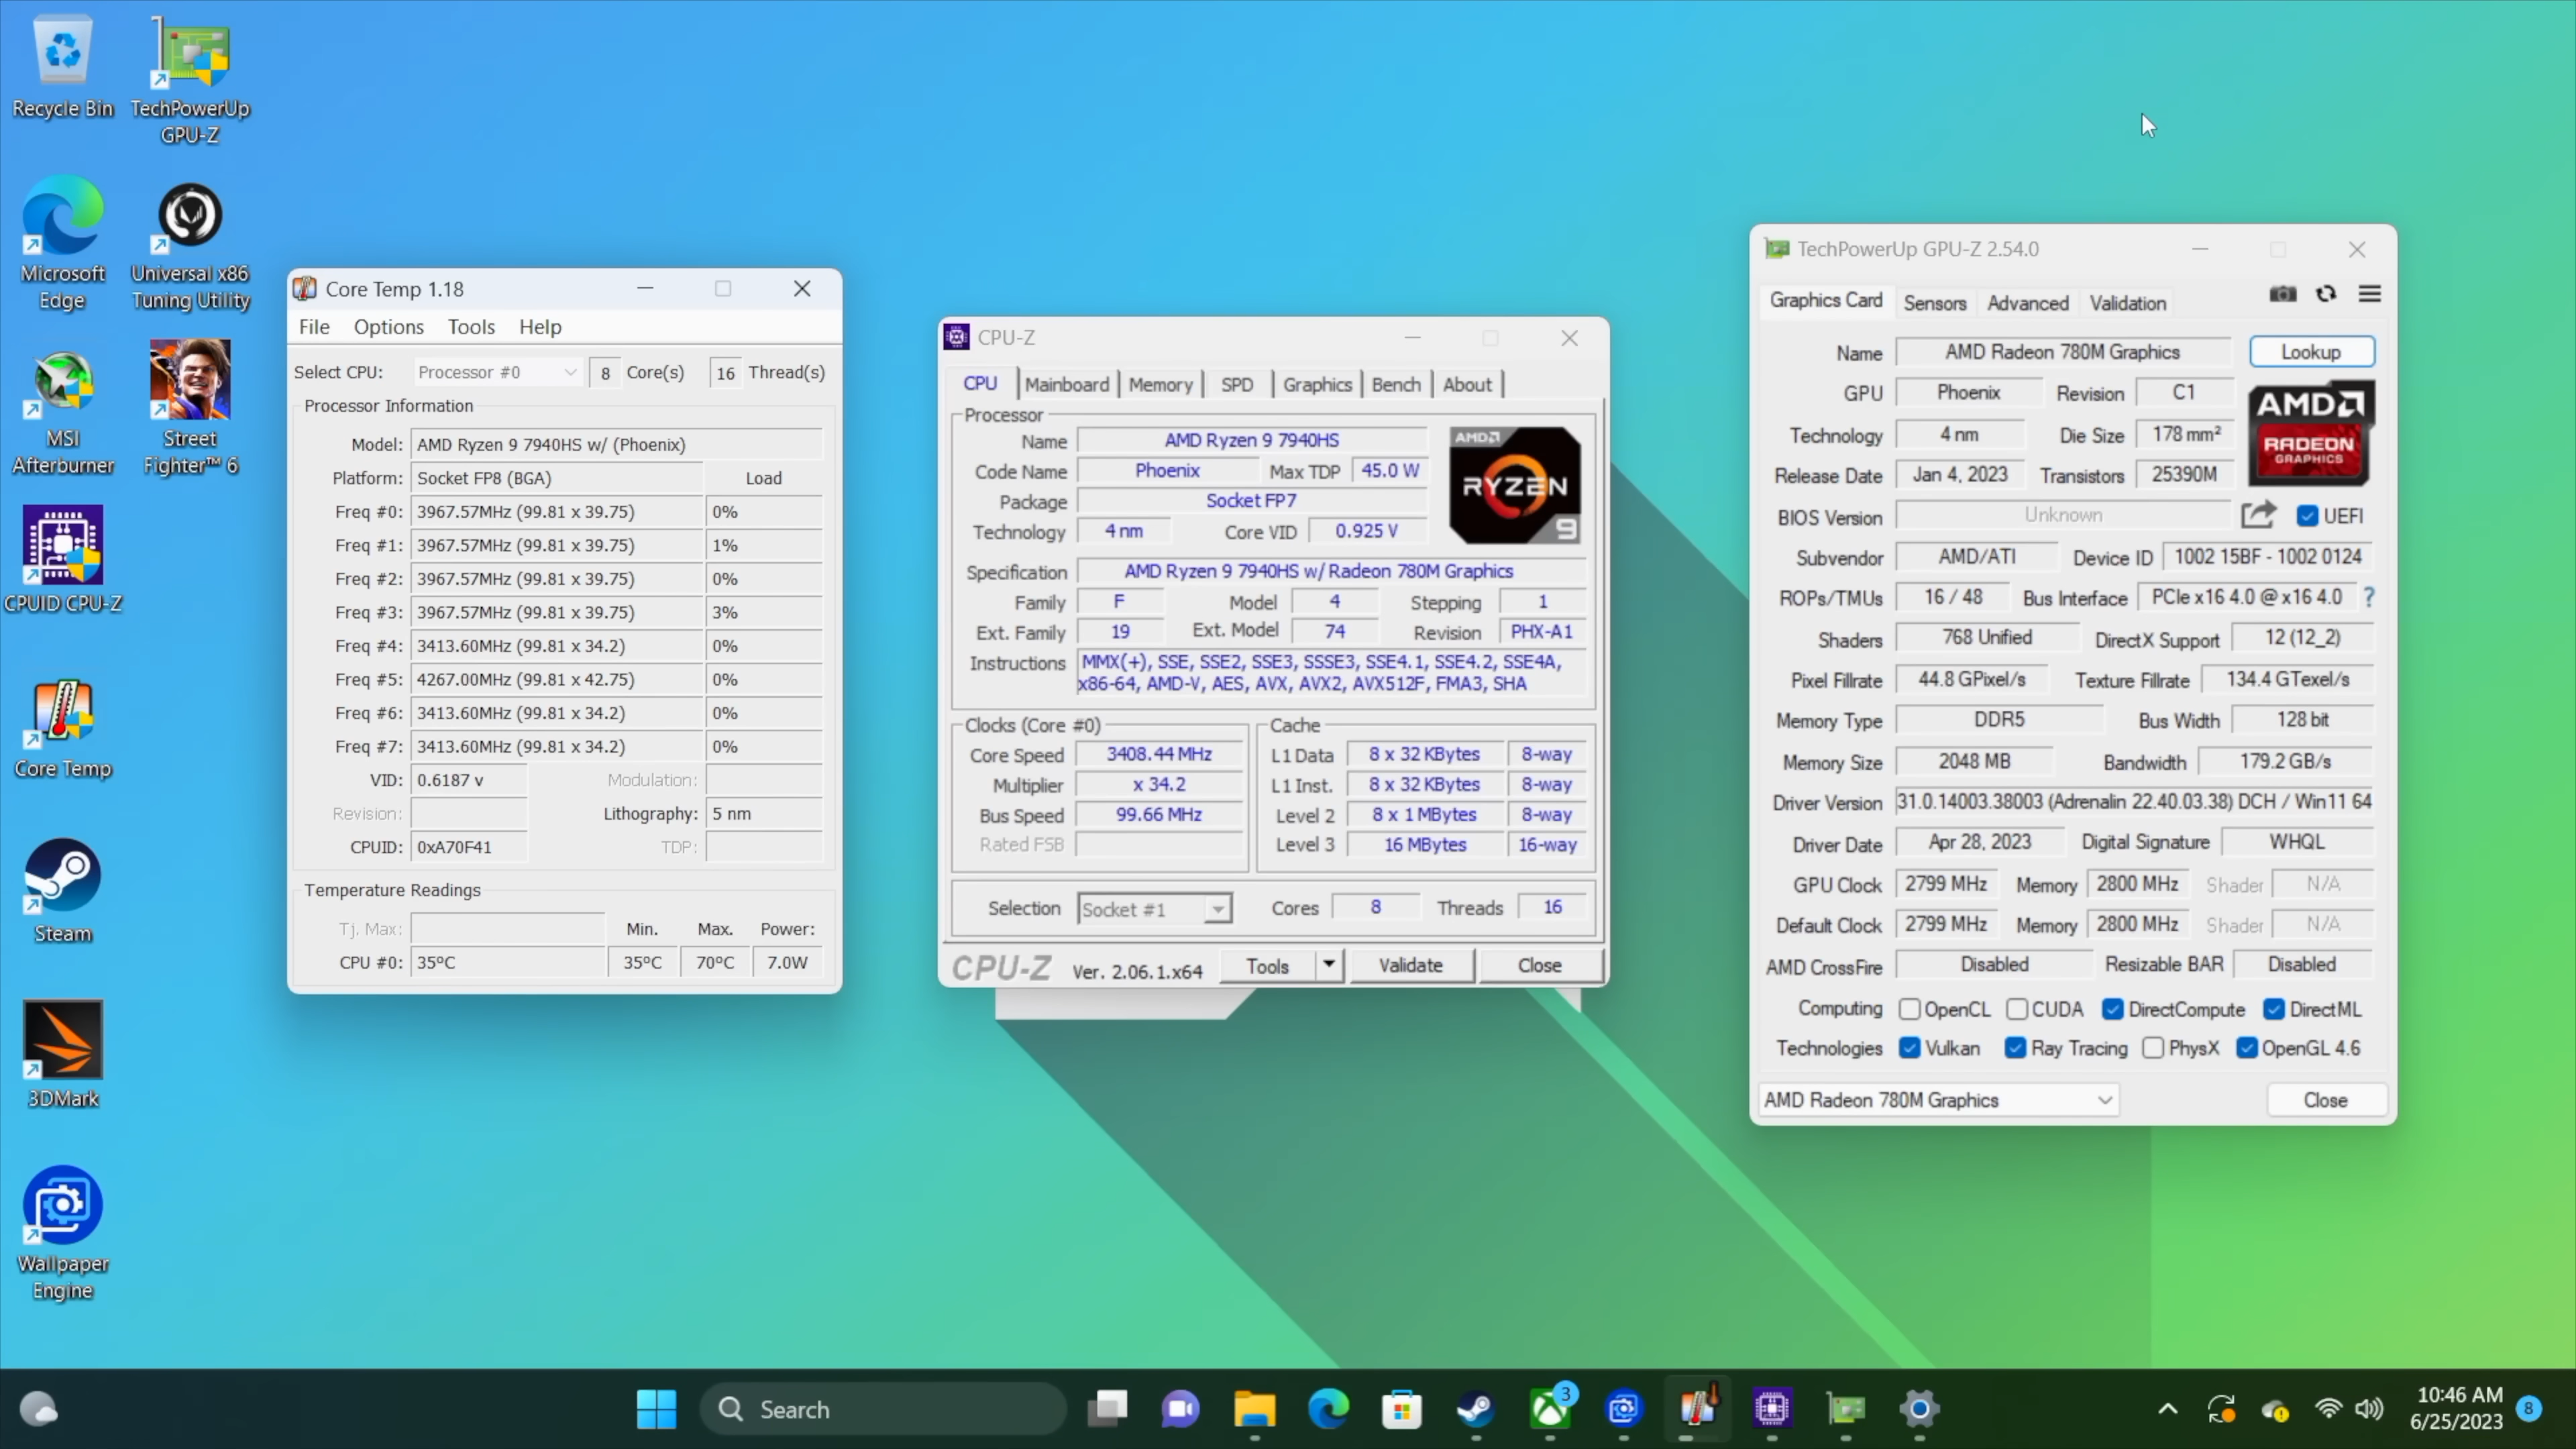 Recycle Bin
TechPowerUp
GPU-Z
Microsoft
Edge
Universal x86
Tuning Utility
MSI
Afterburner
Street
Fighter™ 6
CPUID CPU-Z
Core Temp
Steam
3DMark
Wallpaper
Engine
Core Temp 1.18
File Options Tools Help
Select CPU: Processor #0 8 Core(s) 16 Thread(s)
Processor Information
Model: AMD Ryzen 9 7940HS w/ (Phoenix)
Platform: Socket FP8 (BGA) Load
Freq #0: 3967.57MHz (99.81 x 39.75) 0%
Freq #1: 3967.57MHz (99.81 x 39.75) 1%
Freq #2: 3967.57MHz (99.81 x 39.75) 0%
Freq #3: 3967.57MHz (99.81 x 39.75) 3%
Freq #4: 3413.60MHz (99.81 x 34.2) 0%
Freq #5: 4267.00MHz (99.81 x 42.75) 0%
Freq #6: 3413.60MHz (99.81 x 34.2) 0%
Freq #7: 3413.60MHz (99.81 x 34.2) 0%
VID: 0.6187 v Modulation:
Revision: Lithography: 5 nm
CPUID: 0xA70F41 TDP:
Temperature Readings
Tj. Max: Min. Max. Power:
CPU #0: 35ºC 35ºC 70ºC 7.0W
CPU-Z
CPU Mainboard Memory SPD Graphics Bench About
Processor
Name AMD Ryzen 9 7940HS
Code Name Phoenix Max TDP 45.0 W
Package Socket FP7
Technology 4 nm Core VID 0.925 V
AMD
RYZEN
9
Specification AMD Ryzen 9 7940HS w/ Radeon 780M Graphics
Family F Model 4 Stepping 1
Ext. Family 19 Ext. Model 74 Revision PHX-A1
Instructions MMX(+), SSE, SSE2, SSE3, SSSE3, SSE4.1, SSE4.2, SSE4A,
x86-64, AMD-V, AES, AVX, AVX2, AVX512F, FMA3, SHA
Clocks (Core #0) Cache
Core Speed 3408.44 MHz L1 Data 8 x 32 KBytes 8-way
Multiplier x 34.2 L1 Inst. 8 x 32 KBytes 8-way
Bus Speed 99.66 MHz Level 2 8 x 1 MBytes 8-way
Rated FSB Level 3 16 MBytes 16-way
Selection Socket #1 Cores 8 Threads 16
CPU-Z Ver. 2.06.1.x64 Tools Validate Close
TechPowerUp GPU-Z 2.54.0
Graphics Card Sensors Advanced Validation
Name AMD Radeon 780M Graphics Lookup
GPU Phoenix Revision C1
Technology 4 nm Die Size 178 mm²
Release Date Jan 4, 2023 Transistors 25390M
AMD
RADEON
GRAPHICS
BIOS Version Unknown UEFI
Subvendor AMD/ATI Device ID 1002 15BF - 1002 0124
ROPs/TMUs 16 / 48 Bus Interface PCIe x16 4.0 @ x16 4.0 ?
Shaders 768 Unified DirectX Support 12 (12_2)
Pixel Fillrate 44.8 GPixel/s Texture Fillrate 134.4 GTexel/s
Memory Type DDR5 Bus Width 128 bit
Memory Size 2048 MB Bandwidth 179.2 GB/s
Driver Version 31.0.14003.38003 (Adrenalin 22.40.03.38) DCH / Win11 64
Driver Date Apr 28, 2023 Digital Signature WHQL
GPU Clock 2799 MHz Memory 2800 MHz Shader N/A
Default Clock 2799 MHz Memory 2800 MHz Shader N/A
AMD CrossFire Disabled Resizable BAR Disabled
Computing OpenCL CUDA DirectCompute DirectML
Technologies Vulkan Ray Tracing PhysX OpenGL 4.6
AMD Radeon 780M Graphics Close
Search
3
10:46 AM
6/25/2023
8